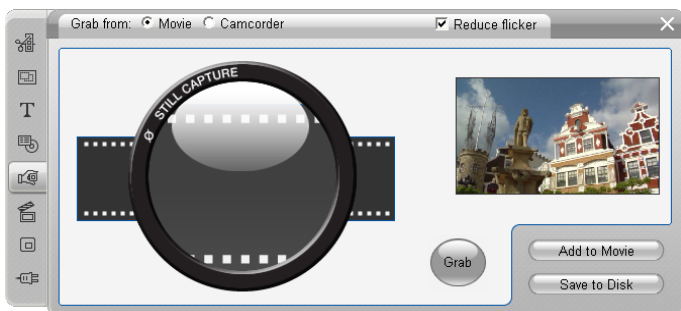 Grab from: Movie Camcorder Reduce flicker
T
Ø STILL CAPTURE
Grab
Add to Movie
Save to Disk